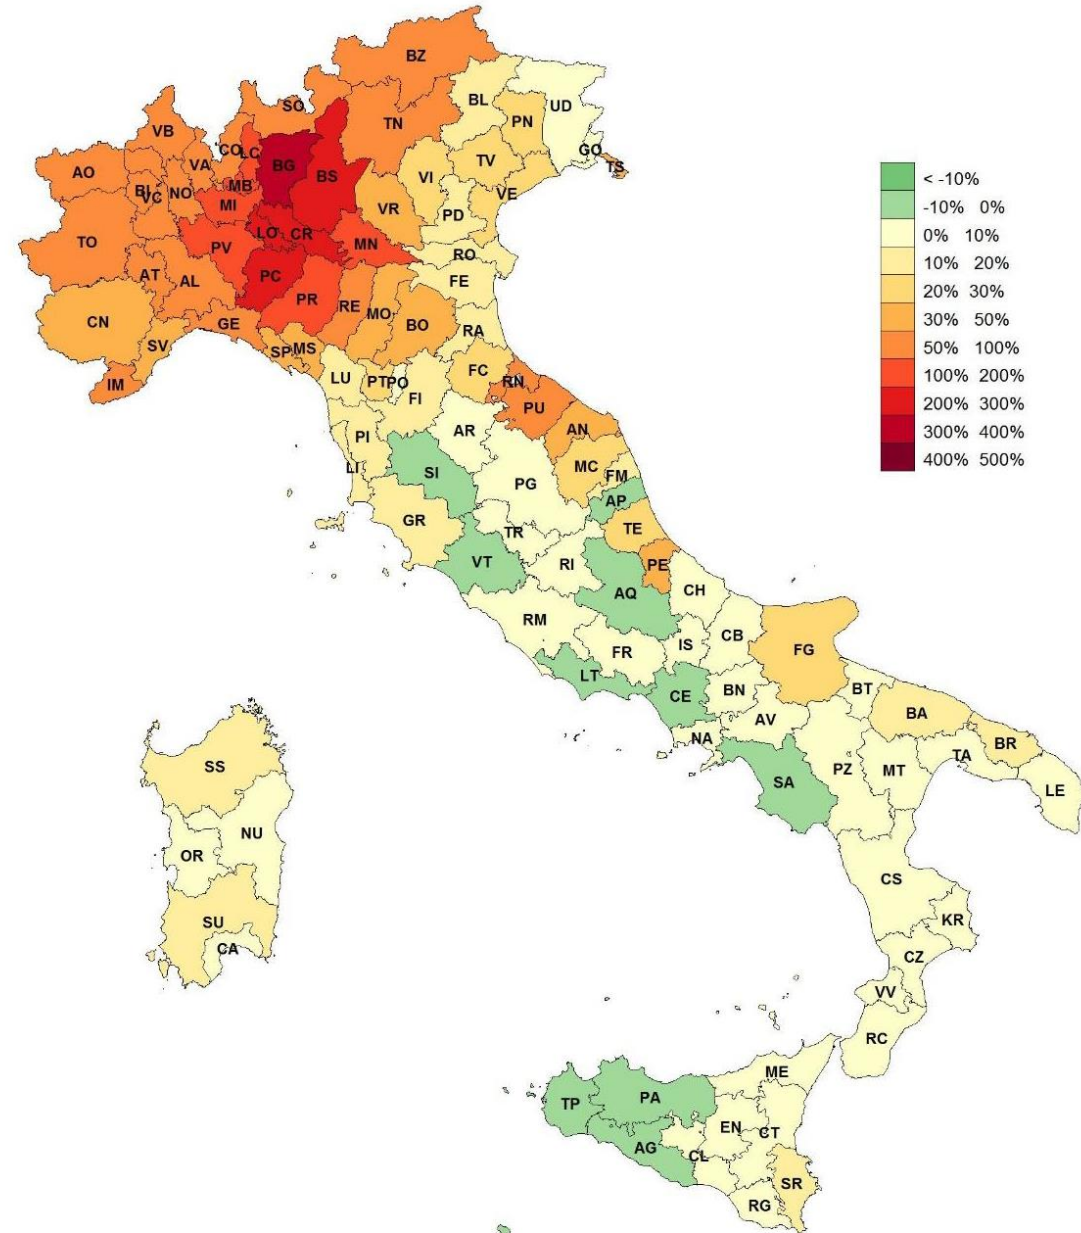 BZ
BL
UD
SO
TN
PN
VB
CO
LC
GO
TS
AO
VA
BG
BS
TV
VI
BI
VC
NO
MB
MI
VR
PD
VE
TO
PV
LO
CR
MN
RO
AT
AL
PC
FE
CN
GE
PR
RE
MO
BO
RA
SV
SP
MS
IM
LU
PT
PO
FI
FC
RN
PU
PI
AR
AN
LI
SI
PG
MC
FM
AP
GR
TR
TE
VT
RI
PE
AQ
CH
RM
FR
IS
CB
FG
LT
CE
BN
BT
AV
BA
NA
BR
SA
PZ
MT
TA
LE
SS
NU
OR
SU
CA
CS
KR
CZ
VV
RC
ME
TP
PA
EN
CT
AG
CL
SR
RG
< -10%
-10% 0%
0% 10%
10% 20%
20% 30%
30% 50%
50% 100%
100% 200%
200% 300%
300% 400%
400% 500%